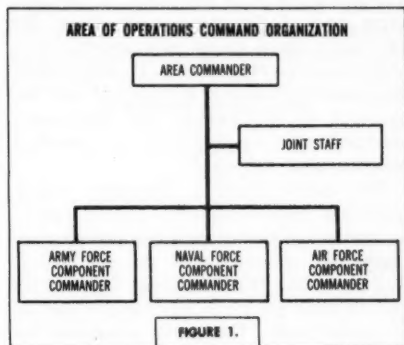 AREA OF OPERATIONS COMMAND ORGANIZATION
AREA COMMANDER
JOINT STAFF
ARMY FORCE
COMPONENT
COMMANDER
NAVAL FORCE
COMPONENT
COMMANDER
AIR FORCE
COMPONENT
COMMANDER
FIGURE 1.